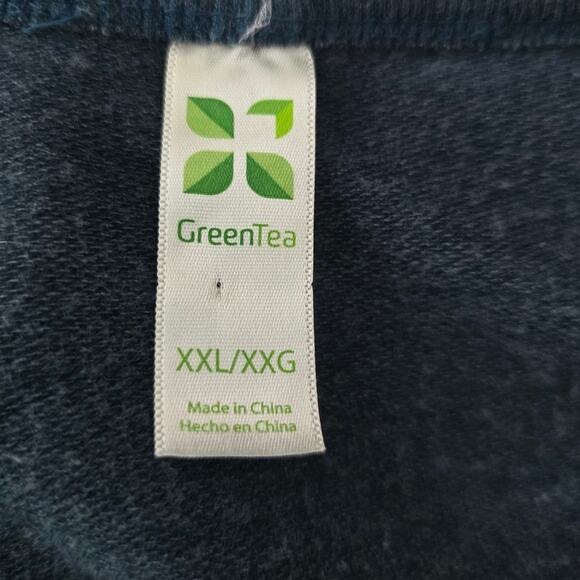 GreenTea
XXL/XXG
Made in China
Hecho en China